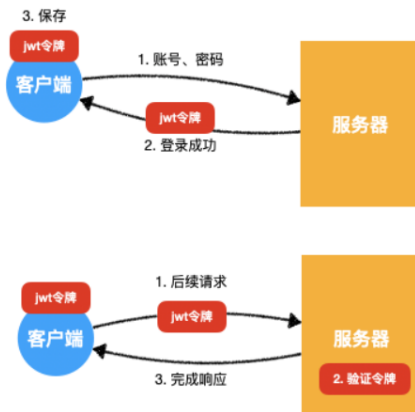 3. 保存
jwt令牌
客户端
1. 账号、密码
jwt令牌
2. 登录成功
服务器
jwt令牌
客户端
1. 后续请求
jwt令牌
3. 完成响应
服务器
2. 验证令牌